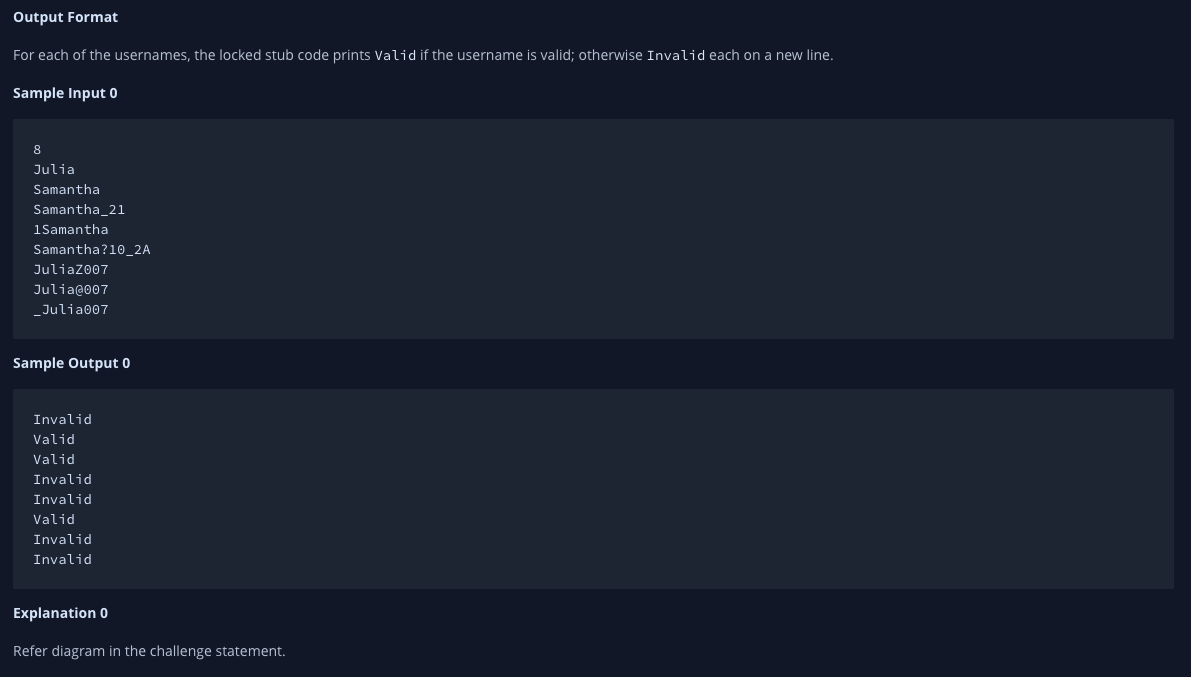 Output Format
For each of the usernames, the locked stub code prints Valid if the username is valid; otherwise Invalid each on a new line.
Sample Input 0
8
Julia
Samantha
Samantha_21
1Samantha
Samantha?10_2A
JuliaZ007
Julia@007
_Julia007
Sample Output 0
Invalid
Valid
Valid
Invalid
Invalid
Valid
Invalid
Invalid
Explanation 0
Refer diagram in the challenge statement.